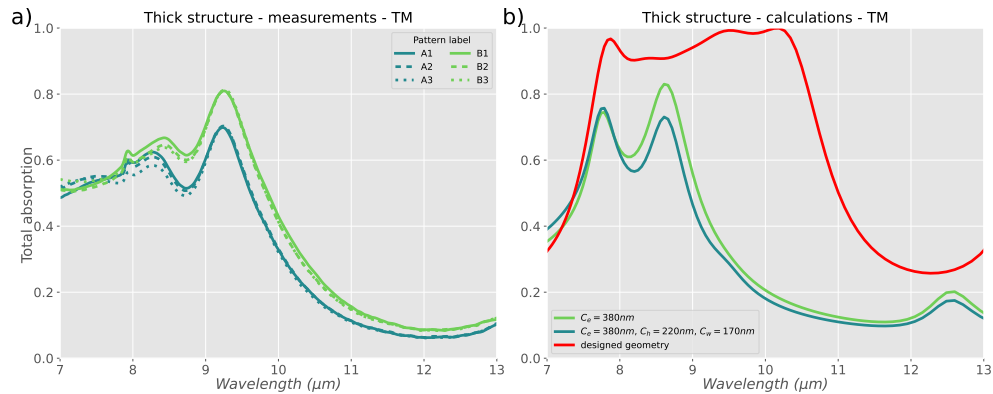 a)
Thick structure - measurements - TM
Total absorption
1.0
0.8
0.6
0.4
0.2
0.0
Pattern label
A1 B1
A2 B2
A3 B3
7 8 9 10 11 12 13
Wavelength (μm)
b)
Thick structure - calculations - TM
1.0
0.8
0.6
0.4
0.2
0.0
C_e = 380nm
C_e = 380nm, C_h = 220nm, C_w = 170nm
designed geometry
7 8 9 10 11 12 13
Wavelength (μm)